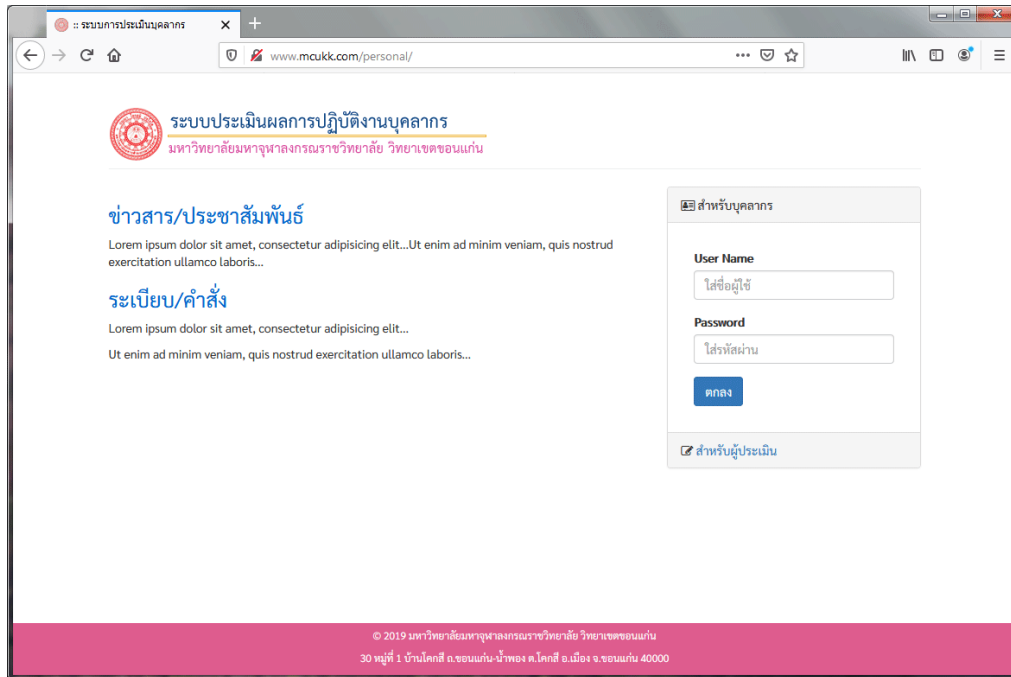 :: ระบบการประเมินบุคลากร
www.mcukk.com/personal/
ระบบประเมินผลการปฏิบัติงานบุคลากร
มหาวิทยาลัยมหาจุฬาลงกรณราชวิทยาลัย วิทยาเขตขอนแก่น
ข่าวสาร/ประชาสัมพันธ์
Lorem ipsum dolor sit amet, consectetur adipisicing elit...Ut enim ad minim veniam, quis nostrud
exercitation ullamco laboris...
ระเบียบ/คำสั่ง
Lorem ipsum dolor sit amet, consectetur adipisicing elit...
Ut enim ad minim veniam, quis nostrud exercitation ullamco laboris...
สำหรับบุคลากร
User Name
ใส่ชื่อผู้ใช้
Password
ใส่รหัสผ่าน
ตกลง
สำหรับผู้ประเมิน
© 2019 มหาวิทยาลัยมหาจุฬาลงกรณราชวิทยาลัย วิทยาเขตขอนแก่น
30 หมู่ที่ 1 บ้านโคกสี ถ.ขอนแก่น-น้ำพอง ต.โคกสี อ.เมือง จ.ขอนแก่น 40000